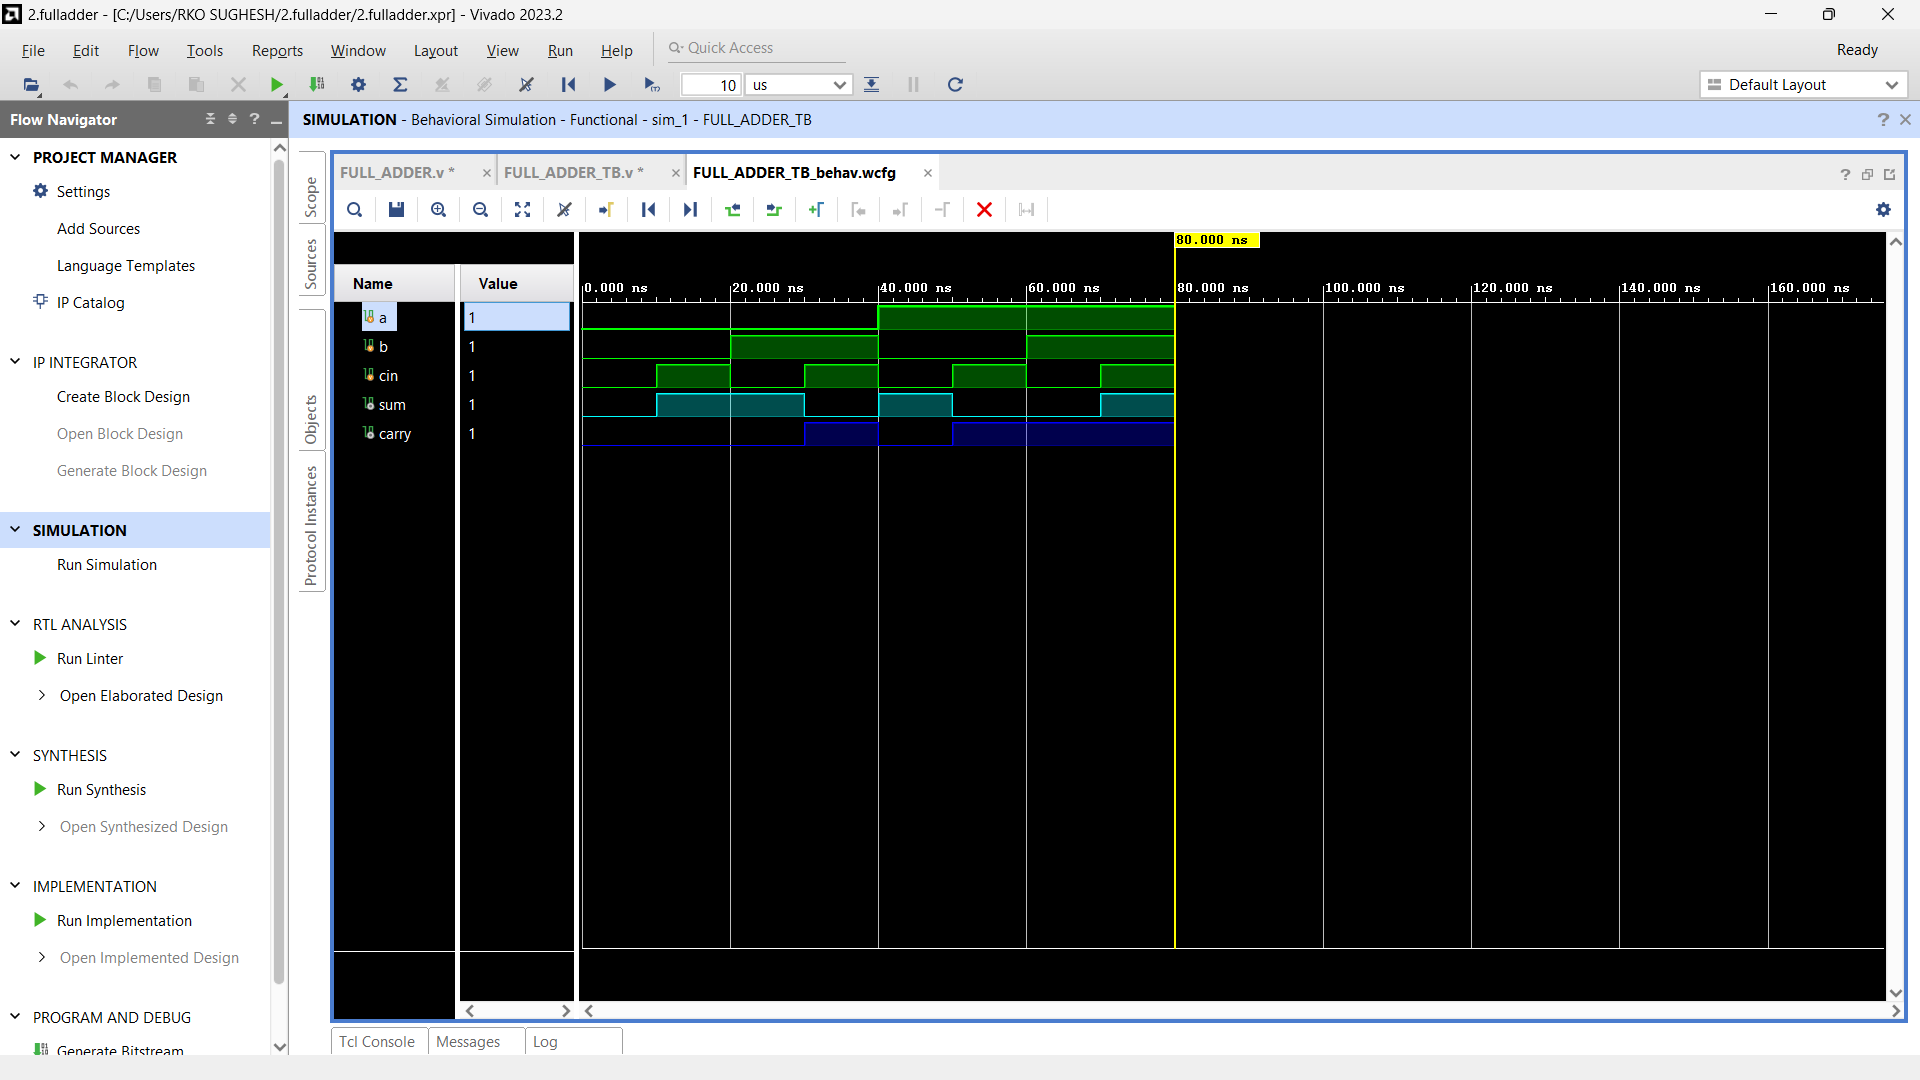 2.fulladder - [C:/Users/RKO SUGHESH/2.fulladder/2.fulladder.xpr] - Vivado 2023.2
File Edit Flow Tools Reports Window Layout View Run Help Quick Access Ready
10 us Default Layout
Flow Navigator
SIMULATION - Behavioral Simulation - Functional - sim_1 - FULL_ADDER_TB
PROJECT MANAGER
Settings
Add Sources
Language Templates
IP Catalog
IP INTEGRATOR
Create Block Design
Open Block Design
Generate Block Design
SIMULATION
Run Simulation
RTL ANALYSIS
Run Linter
Open Elaborated Design
SYNTHESIS
Run Synthesis
Open Synthesized Design
IMPLEMENTATION
Run Implementation
Open Implemented Design
PROGRAM AND DEBUG
Generate Bitstream
Scope
Sources
Objects
Protocol Instances
FULL_ADDER.v * FULL_ADDER_TB.v * FULL_ADDER_TB_behav.wcfg
80.000 ns
Name Value
0.000 ns 20.000 ns 40.000 ns 60.000 ns 80.000 ns 100.000 ns 120.000 ns 140.000 ns 160.000 ns
a 1
b 1
cin 1
sum 1
carry 1
Tcl Console Messages Log